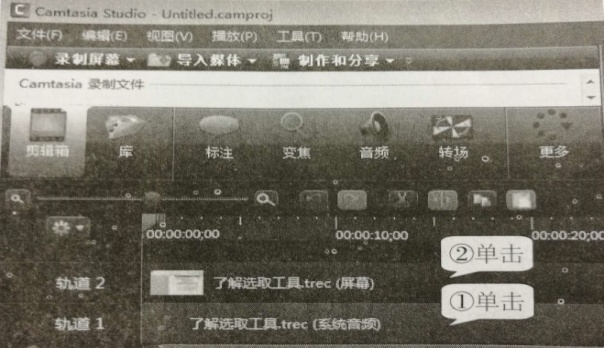 Camtasia Studio - Untitled.camproj
文件(F) 编辑(E) 视图(V) 播放(P) 工具(T) 帮助(H)
录制屏幕 导入媒体 制作和分享
Camtasia 录制文件
剪辑箱 库 标注 变焦 音频 转场 更多
00:00:00;00 00:00:10;00 00:00:20;00
②单击
轨道 2 了解选取工具.trec (屏幕)
①单击
轨道 1 了解选取工具.trec (系统音频)